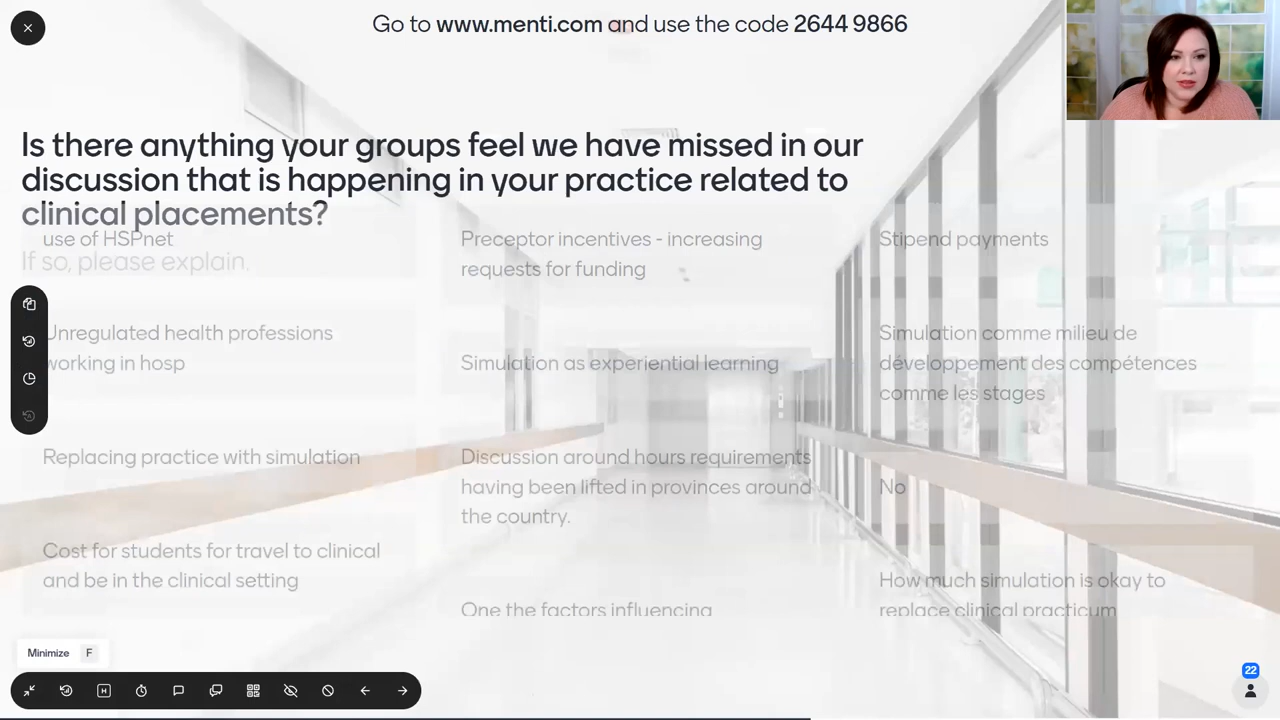 Go to www.menti.com and use the code 2644 9866
Is there anything your groups feel we have missed in our
discussion that is happening in your practice related to
clinical placements?
If so, please explain.
use of HSPnet
Unregulated health professions
working in hosp
Replacing practice with simulation
Cost for students for travel to clinical
and be in the clinical setting
Preceptor incentives - increasing
requests for funding
Simulation as experiential learning
Discussion around hours requirements
having been lifted in provinces around
the country.
One the factors influencing
Stipend payments
Simulation comme milieu de
développement des compétences
comme les stages
No
How much simulation is okay to
replace clinical practicum
Minimize F
22